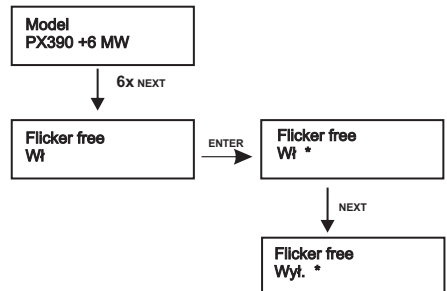 Model
PX390 +6 MW
6x NEXT
Flicker free
Wł
ENTER
Flicker free
Wł *
NEXT
Flicker free
Wył. *